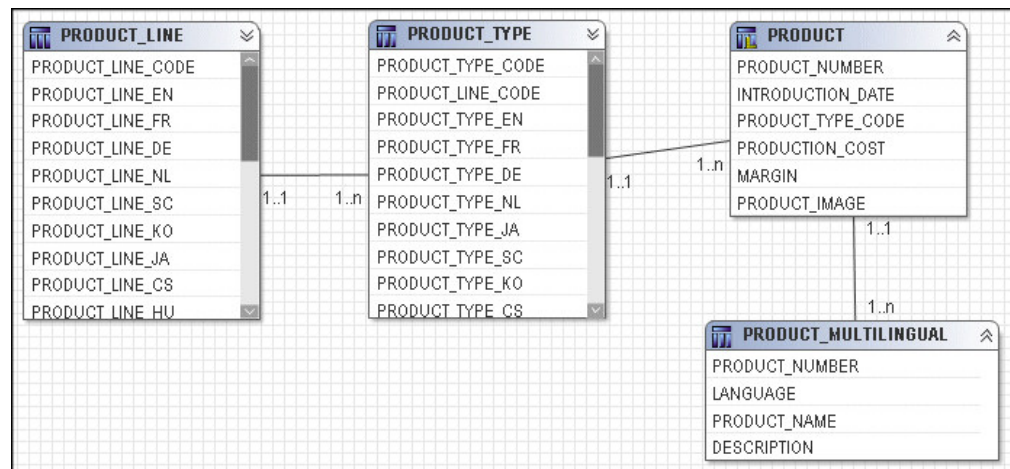 PRODUCT_LINE
PRODUCT_LINE_CODE
PRODUCT_LINE_EN
PRODUCT_LINE_FR
PRODUCT_LINE_DE
PRODUCT_LINE_NL
PRODUCT_LINE_SC
PRODUCT_LINE_KO
PRODUCT_LINE_JA
PRODUCT_LINE_CS
PRODUCT_LINE_HU
1..1
1..n
PRODUCT_TYPE
PRODUCT_TYPE_CODE
PRODUCT_LINE_CODE
PRODUCT_TYPE_EN
PRODUCT_TYPE_FR
PRODUCT_TYPE_DE
PRODUCT_TYPE_NL
PRODUCT_TYPE_JA
PRODUCT_TYPE_SC
PRODUCT_TYPE_KO
PRODUCT_TYPE_CS
1..1
1..n
PRODUCT
PRODUCT_NUMBER
INTRODUCTION_DATE
PRODUCT_TYPE_CODE
PRODUCTION_COST
MARGIN
PRODUCT_IMAGE
1..1
1..n
PRODUCT_MULTILINGUAL
PRODUCT_NUMBER
LANGUAGE
PRODUCT_NAME
DESCRIPTION